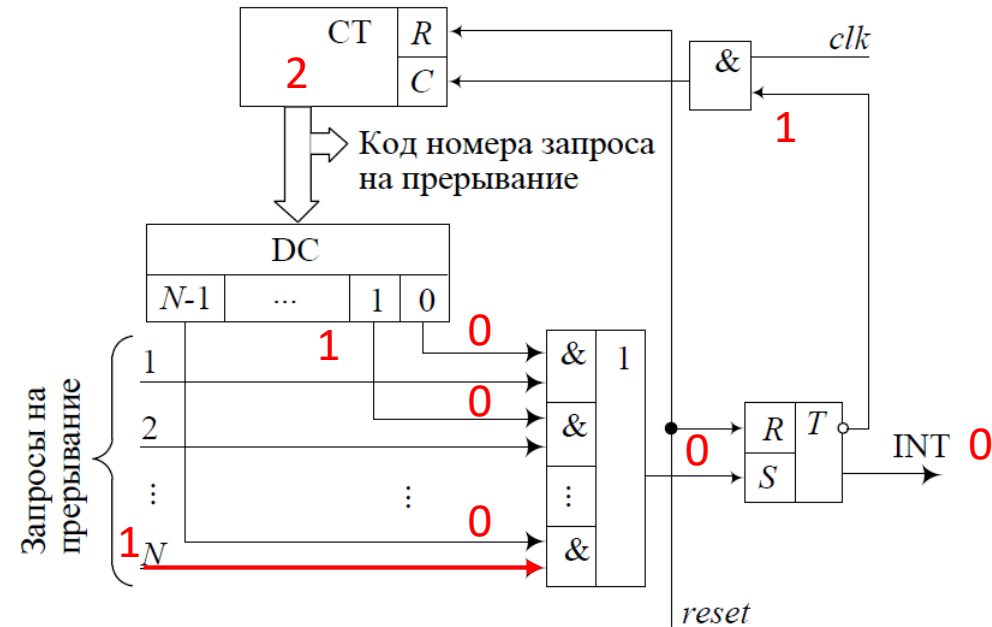 CT R
clk
&
2
C
1
Код номера запроса
на прерывание
DC
N-1 ... 1 0
1
0
Запросы на
прерывание
1
& 1
0
2
&
0
R T
INT 0
S
⋮ ⋮ ⋮
0
1
N
&
reset